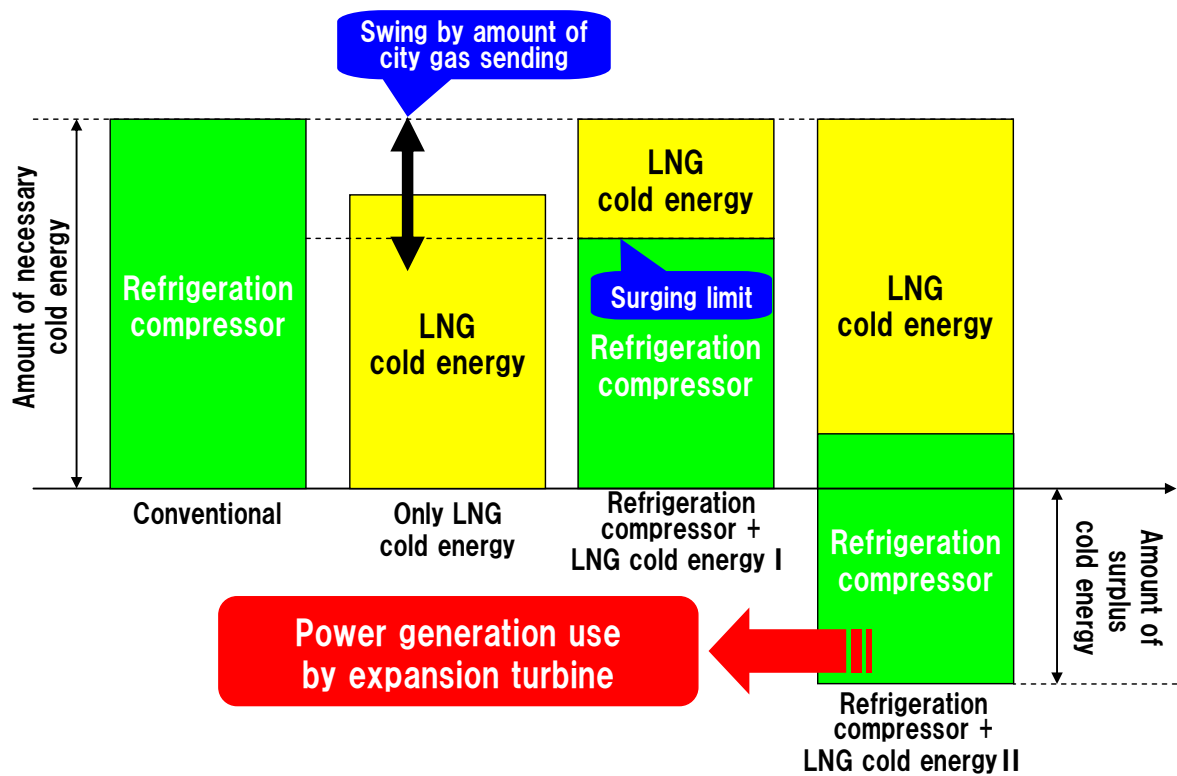 Swing by amount of
city gas sending
Amount of necessary
cold energy
Refrigeration
compressor
LNG
cold energy
LNG
cold energy
Surging limit
Refrigeration
compressor
LNG
cold energy
Refrigeration
compressor
Conventional
Only LNG
cold energy
Refrigeration
compressor +
LNG cold energy I
Amount of
surplus
cold energy
Power generation use
by expansion turbine
Refrigeration
compressor +
LNG cold energy II